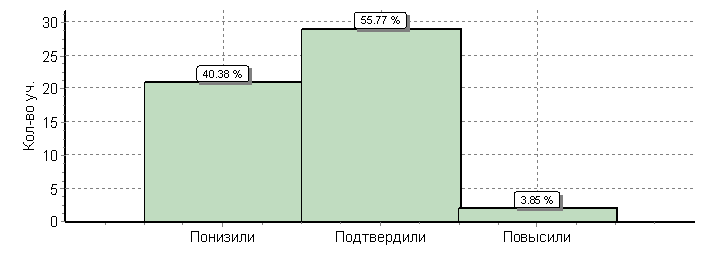 Кол-во уч.
30
25
20
15
10
5
0
40.38 %
55.77 %
3.85 %
Понизили
Подтвердили
Повысили